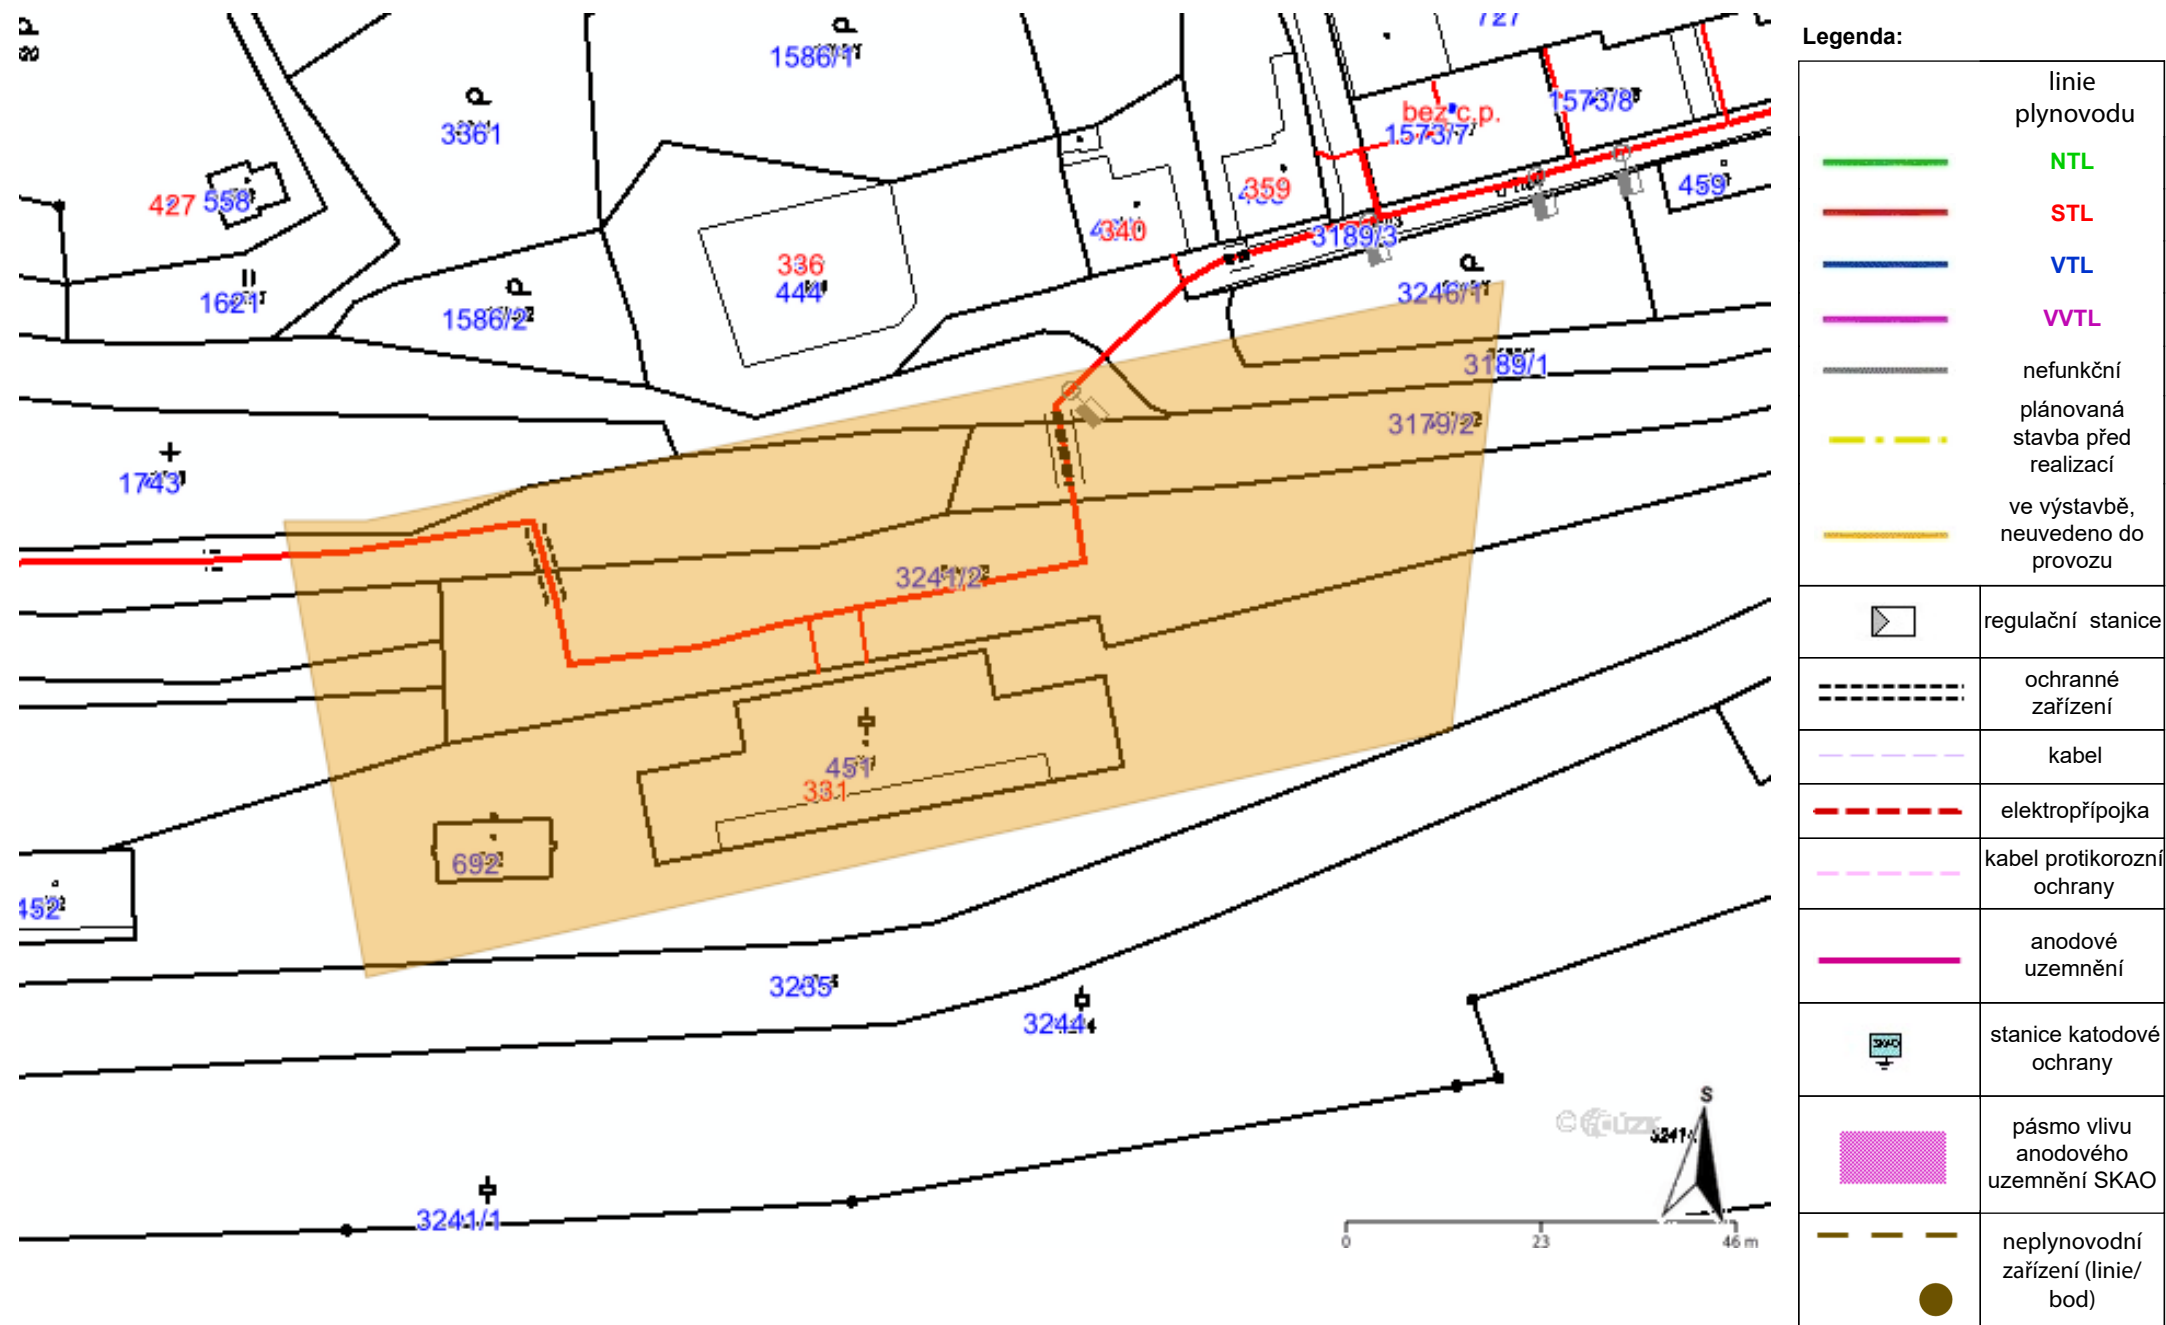 727
1586/1
Legenda:
linie
plynovodu
3361
bez c.p.
1573/7
1573/8
NTL
427 558
359
459
STL
340
3189/3
336
444
VTL
1621
1586/2
3246/1
VVTL
3189/1
nefunkční
3179/2
plánovaná
stavba před
realizací
1743
ve výstavbě,
neuvedeno do
provozu
3241/2
regulační stanice
ochranné
zařízení
451
331
kabel
elektropřípojka
692
kabel protikorozní
ochrany
452
anodové
uzemnění
3235
3244
stanice katodové
ochrany
SKAO
S
pásmo vlivu
anodového
uzemnění SKAO
3241/1
0 23 46 m
neplynovodní
zařízení (linie/
bod)